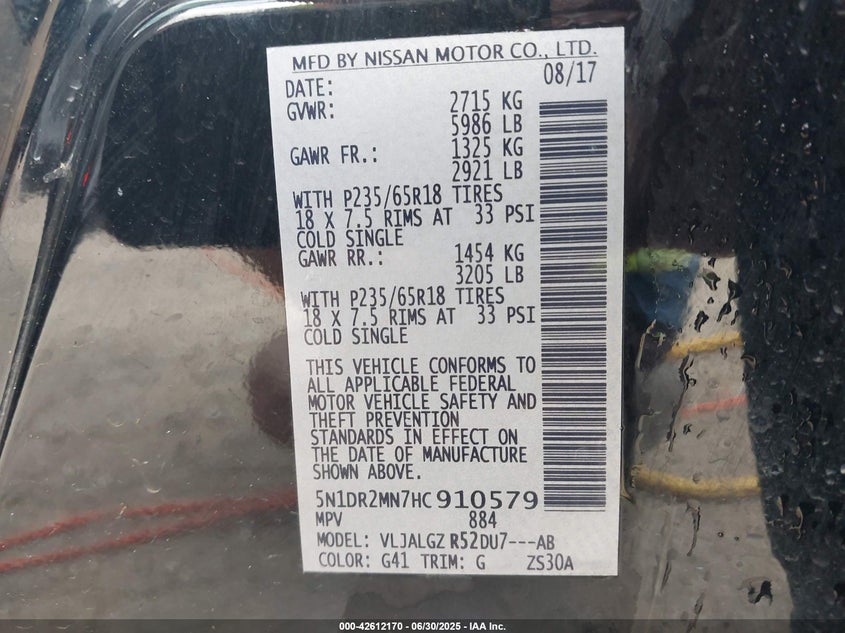 MFD BY NISSAN MOTOR CO., LTD.
DATE: 08/17
GVWR: 2715 KG
5986 LB
GAWR FR.: 1325 KG
2921 LB
WITH P235/65R18 TIRES
18 X 7.5 RIMS AT 33 PSI
COLD SINGLE
GAWR RR.: 1454 KG
3205 LB
WITH P235/65R18 TIRES
18 X 7.5 RIMS AT 33 PSI
COLD SINGLE
THIS VEHICLE CONFORMS TO
ALL APPLICABLE FEDERAL
MOTOR VEHICLE SAFETY AND
THEFT PREVENTION
STANDARDS IN EFFECT ON
THE DATE OF MANUFACTURE
SHOWN ABOVE.
5N1DR2MN7HC910579
MPV 884
MODEL: VLJALGZ R52DU7---AB
COLOR: G41 TRIM: G ZS30A
000-42612170 - 06/30/2025 - IAA Inc.